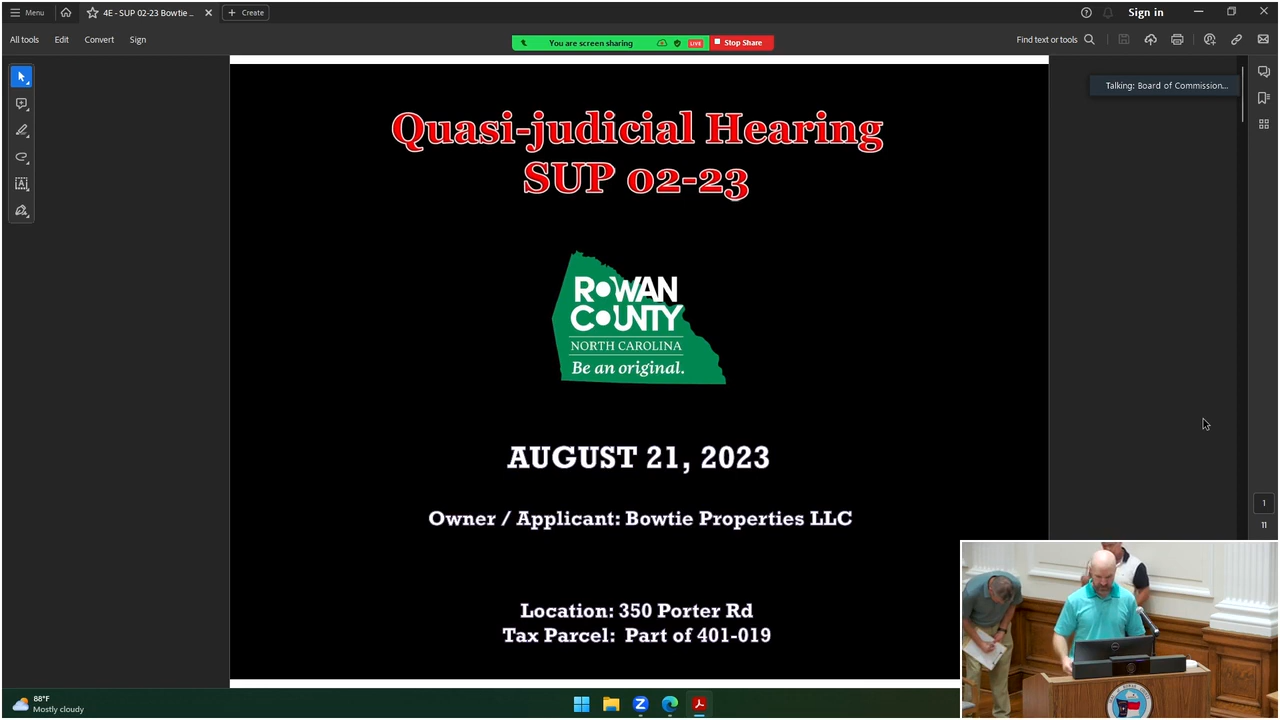 Menu
4E - SUP 02-23 Bowtie ...
Create
Sign in
All tools
Edit
Convert
Sign
You are screen sharing
LIVE
Stop Share
Find text or tools
Talking: Board of Commission...
Quasi-judicial Hearing
SUP 02-23
ROWAN
COUNTY
NORTH CAROLINA
Be an original.
AUGUST 21, 2023
Owner / Applicant: Bowtie Properties LLC
Location: 350 Porter Rd
Tax Parcel: Part of 401-019
1
11
88°F
Mostly cloudy